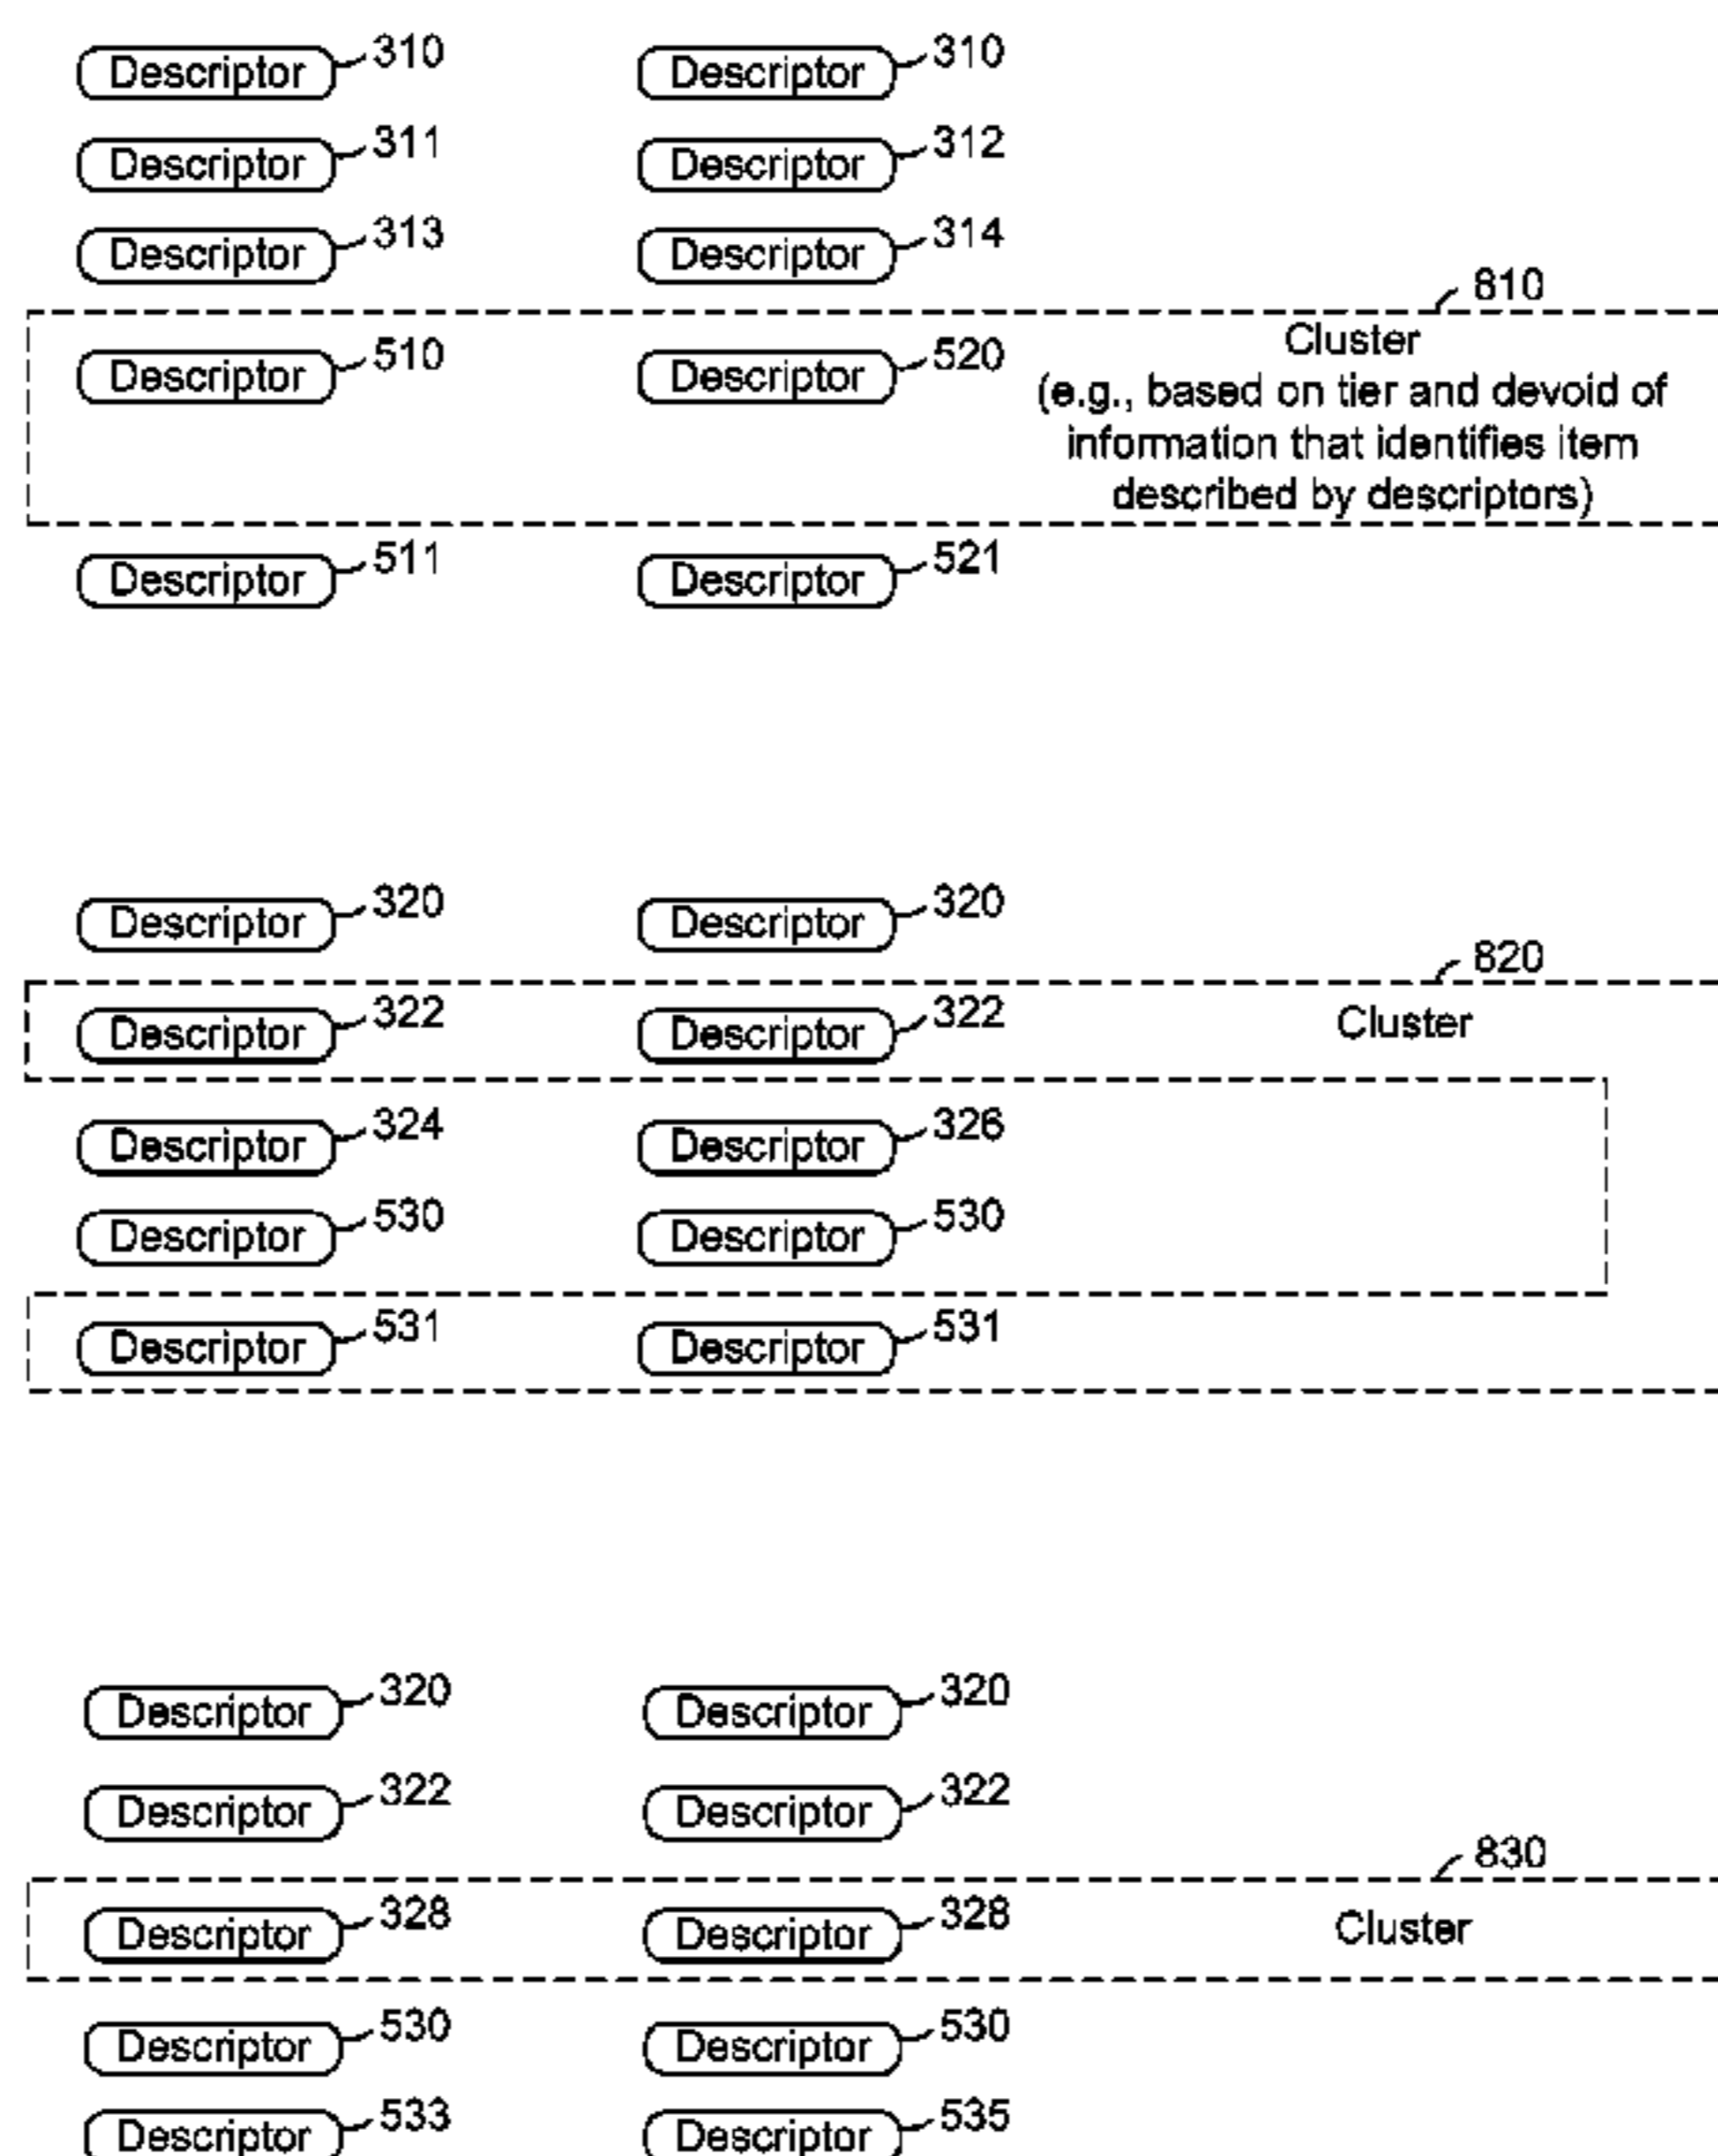 Descriptor 310 Descriptor 310
Descriptor 311 Descriptor 312
Descriptor 313 Descriptor 314
810
Cluster
Descriptor 510 Descriptor 520
(e.g., based on tier and devoid of
information that identifies item
described by descriptors)
Descriptor 511 Descriptor 521
Descriptor 320 Descriptor 320
820
Descriptor 322 Descriptor 322 Cluster
Descriptor 324 Descriptor 326
Descriptor 530 Descriptor 530
Descriptor 531 Descriptor 531
Descriptor 320 Descriptor 320
Descriptor 322 Descriptor 322
830
Descriptor 328 Descriptor 328 Cluster
Descriptor 530 Descriptor 530
Descriptor 533 Descriptor 535